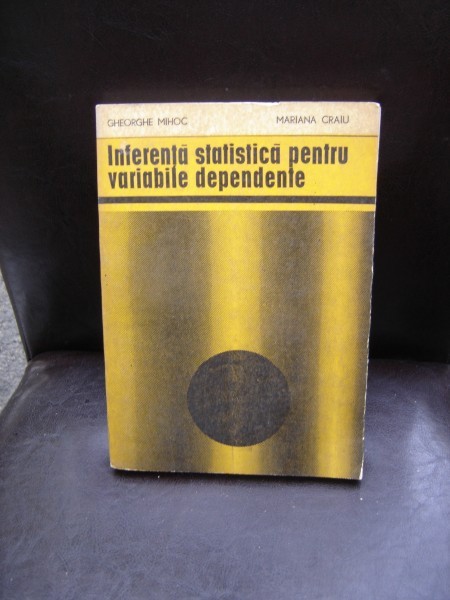 GHEORGHE MIHOC MARIANA CRAIU
Inferență statistică pentru
variabile dependente